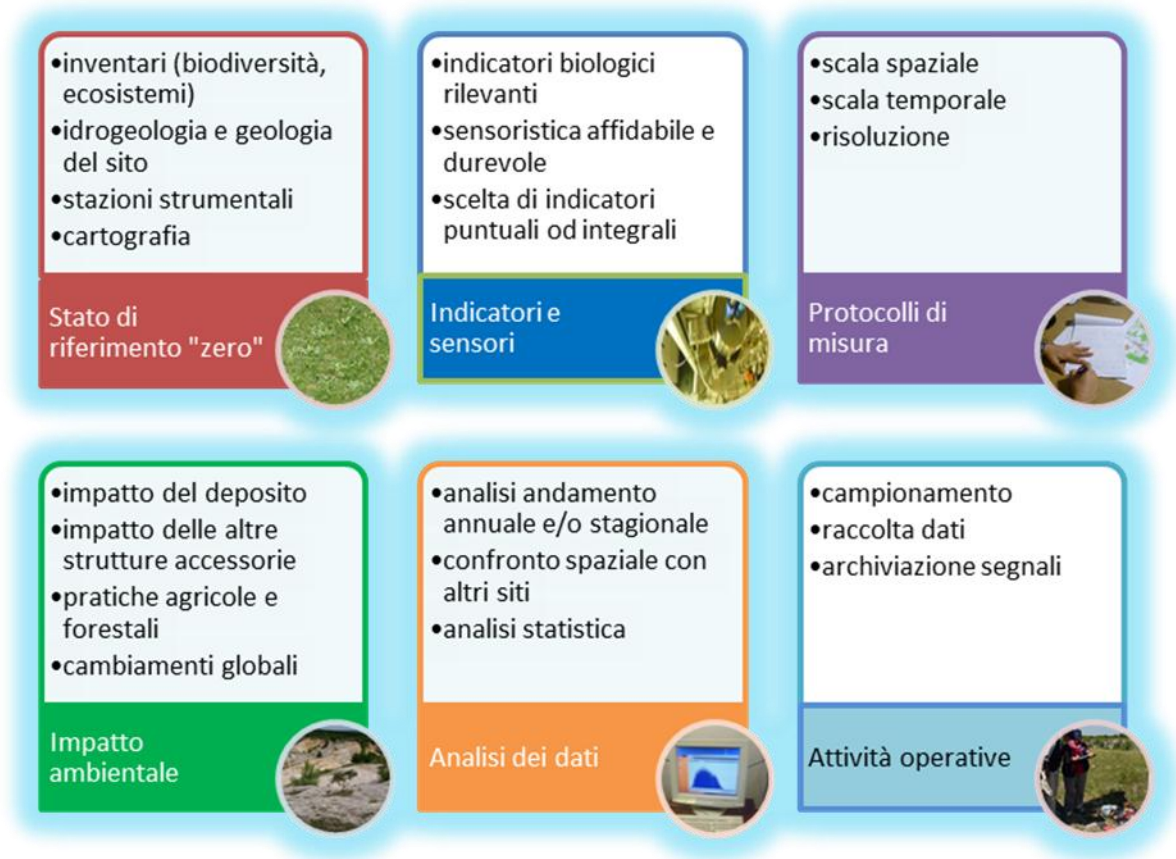 •inventari (biodiversità,
ecosistemi)
•idrogeologia e geologia
del sito
•stazioni strumentali
•cartografia
Stato di
riferimento "zero"
•indicatori biologici
rilevanti
•sensoristica affidabile e
durevole
•scelta di indicatori
puntuali od integrali
Indicatori e
sensori
•scala spaziale
•scala temporale
•risoluzione
Protocolli di
misura
•impatto del deposito
•impatto delle altre
strutture accessorie
•pratiche agricole e
forestali
•cambiamenti globali
Impatto
ambientale
•analisi andamento
annuale e/o stagionale
•confronto spaziale con
altri siti
•analisi statistica
Analisi dei dati
•campionamento
•raccolta dati
•archiviazione segnali
Attività operative